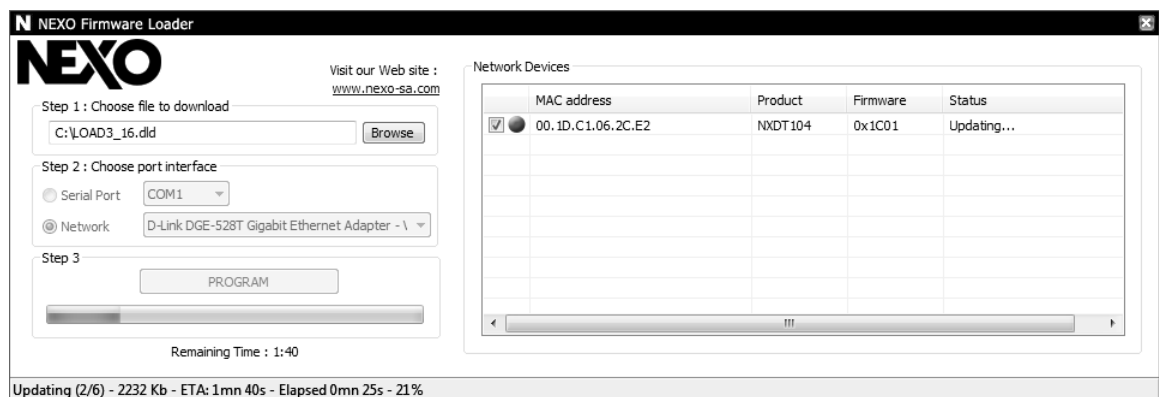 N NEXO Firmware Loader
NEXO
Visit our Web site :
www.nexo-sa.com
Step 1 : Choose file to download
C:\LOAD3_16.dld
Browse
Step 2 : Choose port interface
Serial Port
COM1
Network
D-Link DGE-528T Gigabit Ethernet Adapter - \
Step 3
PROGRAM
Remaining Time : 1:40
Network Devices
MAC address Product Firmware Status
00.1D.C1.06.2C.E2 NXDT104 0x1C01 Updating...
Updating (2/6) - 2232 Kb - ETA: 1mn 40s - Elapsed 0mn 25s - 21%